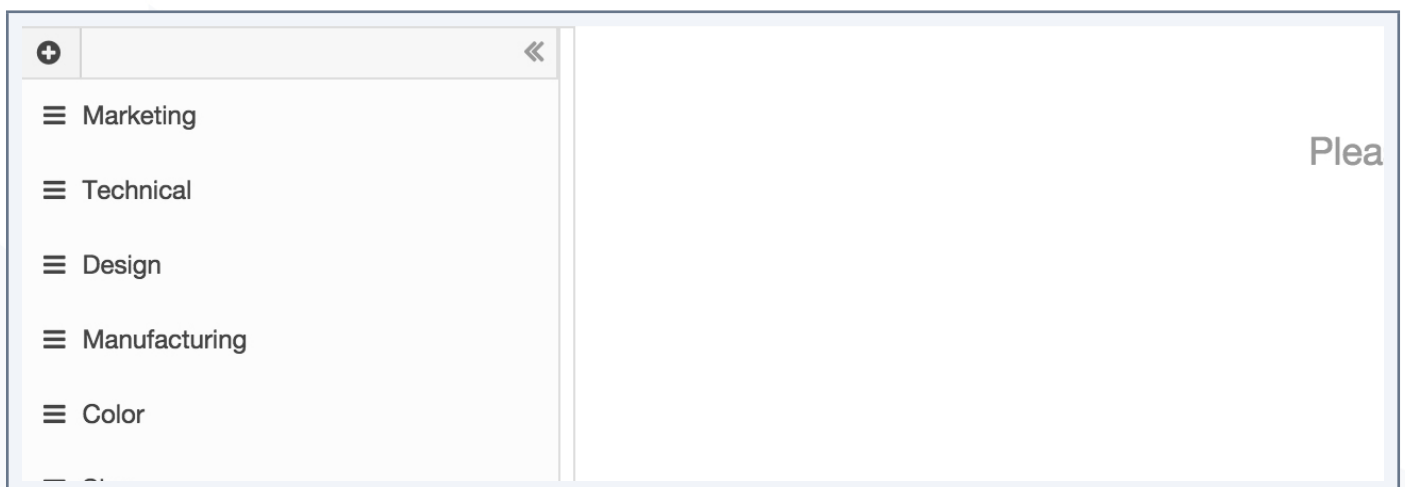 Marketing
Plea
Technical
Design
Manufacturing
Color